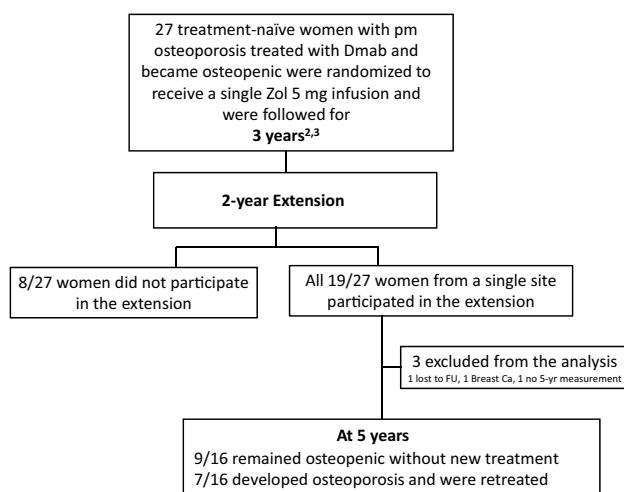 27 treatment-naïve women with pm
osteoporosis treated with Dmab and
became osteopenic were randomized to
receive a single Zol 5 mg infusion and
were followed for
3 years2,3
2-year Extension
8/27 women did not participate
in the extension
All 19/27 women from a single site
participated in the extension
3 excluded from the analysis
1 lost to FU, 1 Breast Ca, 1 no 5-yr measurement
At 5 years
9/16 remained osteopenic without new treatment
7/16 developed osteoporosis and were retreated